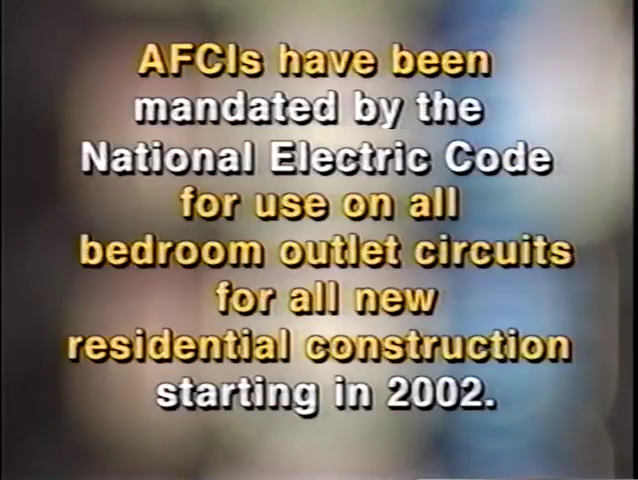 AFCIs have been
mandated by the
National Electric Code
for use on all
bedroom outlet circuits
for all new
residential construction
starting in 2002.